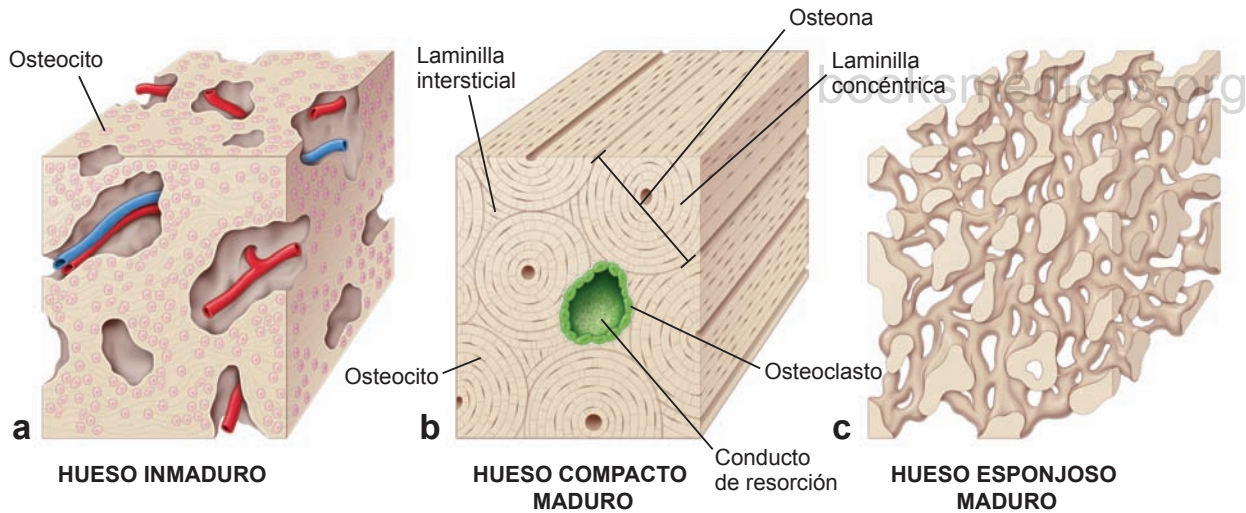 Osteocito
Laminilla
intersticial
Osteona
Laminilla
concéntrica
booksmedicos.org
Osteocito
Osteoclasto
Conducto
de resorción
a
b
c
HUESO INMADURO
HUESO COMPACTO
MADURO
HUESO ESPONJOSO
MADURO